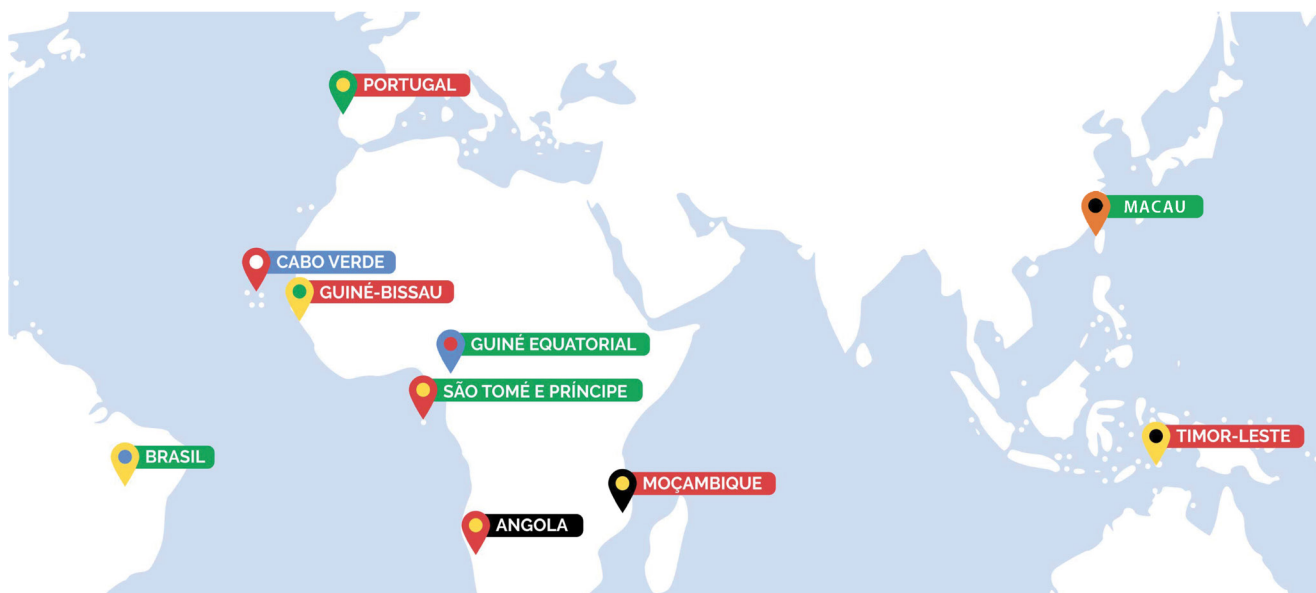 PORTUGAL
MACAU
CABO VERDE
GUINÉ-BISSAU
GUINÉ EQUATORIAL
SÃO TOMÉ E PRÍNCIPE
TIMOR-LESTE
BRASIL
MOÇAMBIQUE
ANGOLA